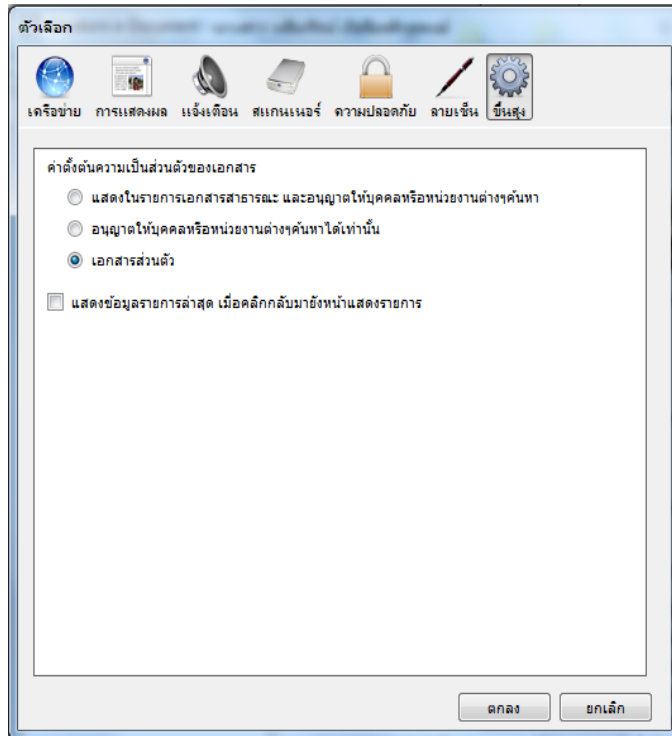 ตัวเลือก
เครือข่าย การแสดงผล แจ้งเตือน สแกนเนอร์ ความปลอดภัย ลายเซ็น ขั้นสูง
ค่าตั้งต้นความเป็นส่วนตัวของเอกสาร
แสดงในรายการเอกสารสาธารณะ และอนุญาตให้บุคคลหรือหน่วยงานต่างๆค้นหา
อนุญาตให้บุคคลหรือหน่วยงานต่างๆค้นหาได้เท่านั้น
เอกสารส่วนตัว
แสดงข้อมูลรายการล่าสุด เมื่อคลิกกลับมายังหน้าแสดงรายการ
ตกลง ยกเลิก